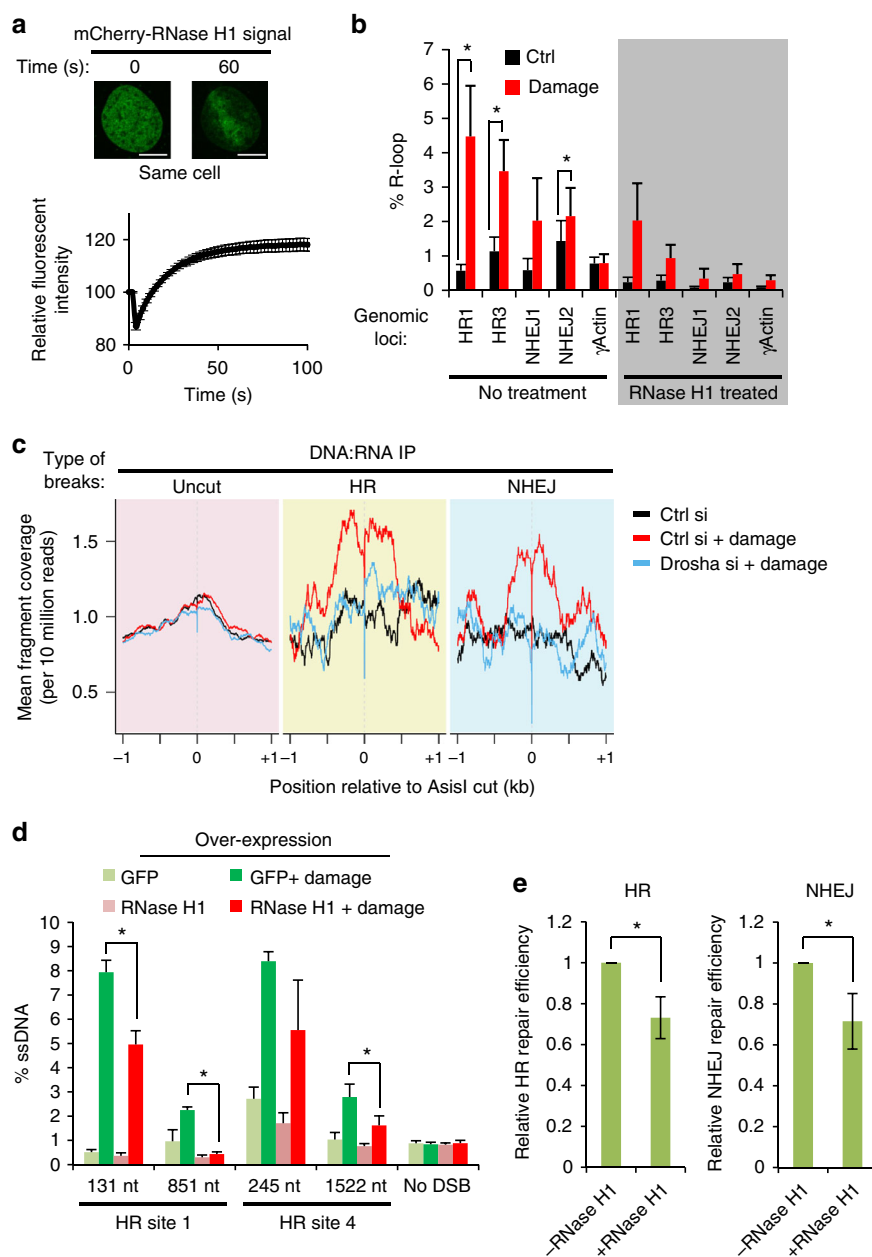 a
mCherry-RNase H1 signal
Time (s): 0 60
Same cell
Relative fluorescent intensity
120
100
80
0 50 100
Time (s)
b
% R-loop
7
6
5
4
3
2
1
0
Ctrl
Damage
*
*
*
Genomic loci:
HR1 HR3 NHEJ1 NHEJ2 γActin HR1 HR3 NHEJ1 NHEJ2 γActin
No treatment RNase H1 treated
c
Type of breaks:
DNA:RNA IP
Uncut HR NHEJ
Mean fragment coverage
(per 10 million reads)
1.5
1.0
0.5
Ctrl si
Ctrl si + damage
Drosha si + damage
−1 0 +1 −1 0 +1 −1 0 +1
Position relative to AsisI cut (kb)
d
Over-expression
GFP GFP+ damage
RNase H1 RNase H1 + damage
% ssDNA
10
9
8
7
6
5
4
3
2
1
0
*
*
*
131 nt 851 nt 245 nt 1522 nt No DSB
HR site 1 HR site 4
e
HR
Relative HR repair efficiency
1.2
1
0.8
0.6
0.4
0.2
0
*
−RNase H1
+RNase H1
NHEJ
Relative NHEJ repair efficiency
1.2
1
0.8
0.6
0.4
0.2
0
*
−RNase H1
+RNase H1